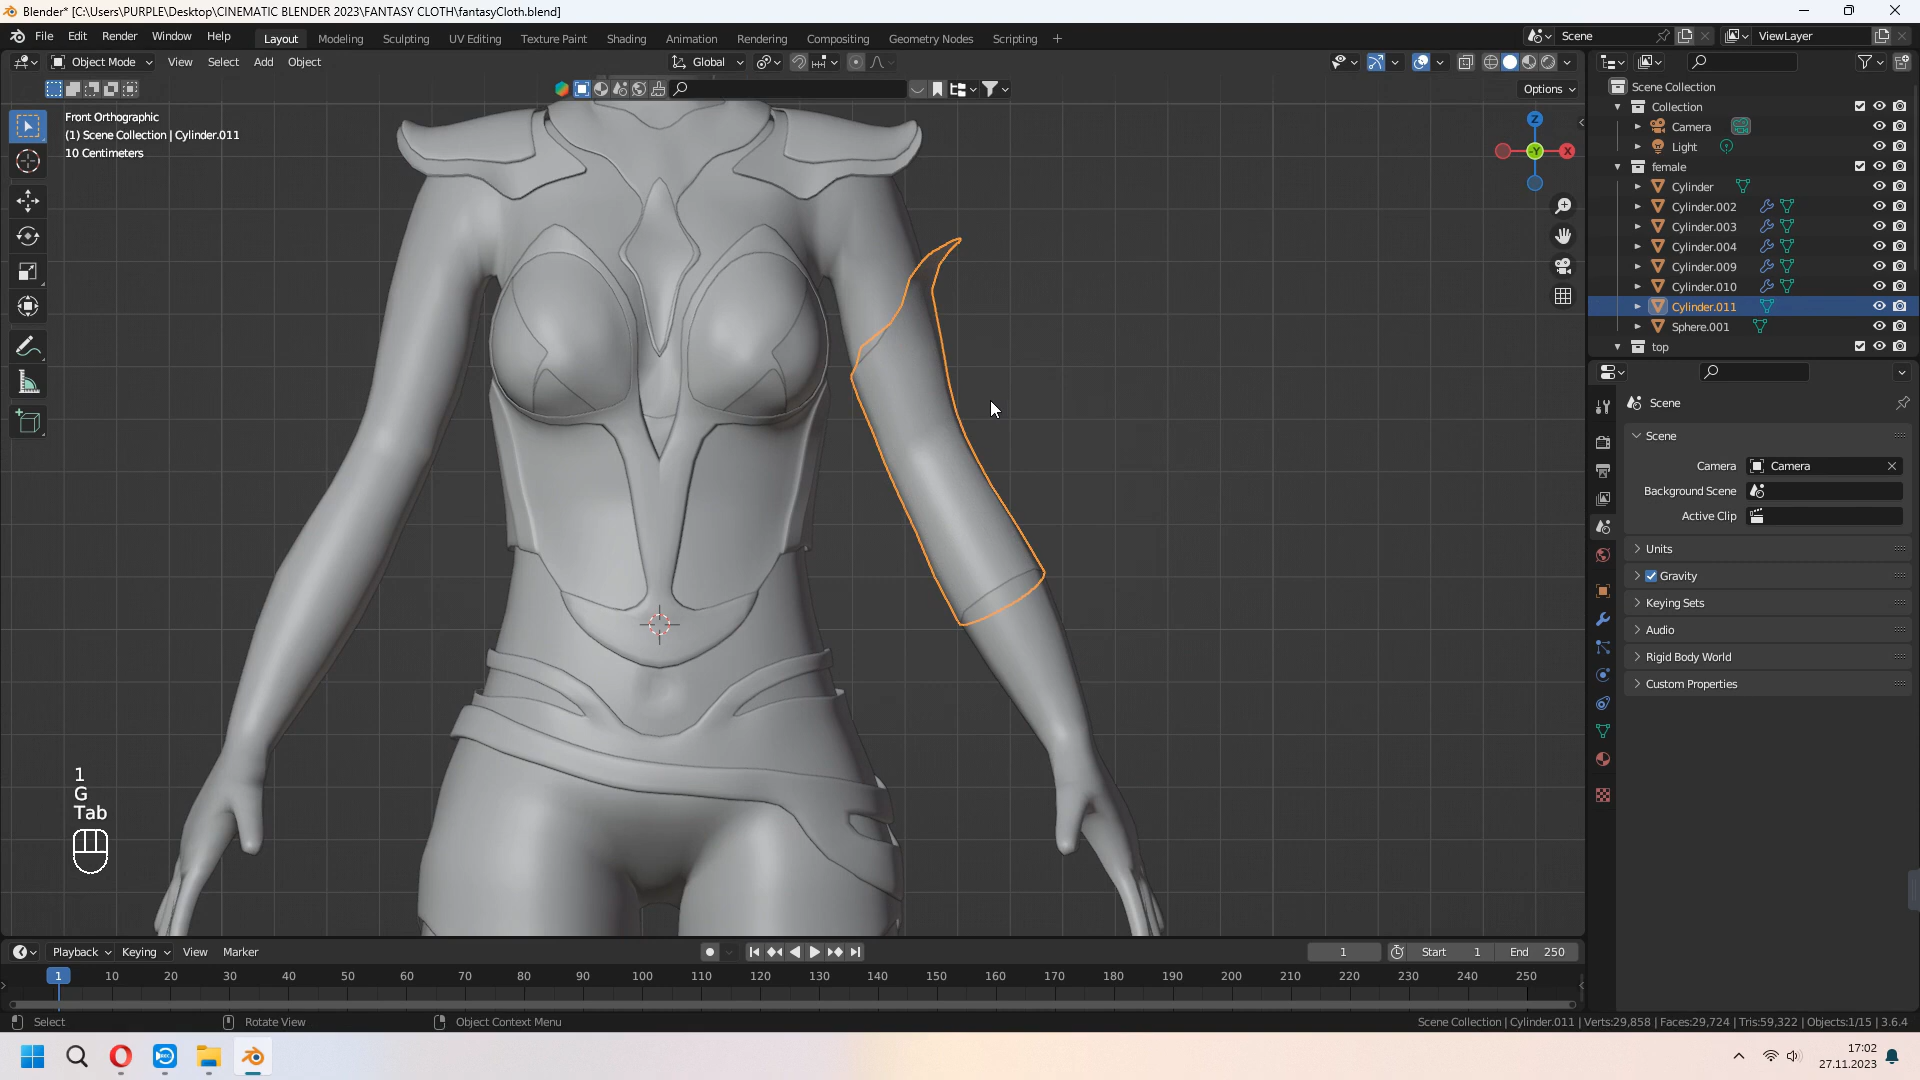 Blender* [C:\Users\PURPLE\Desktop\CINEMATIC BLENDER 2023\FANTASY CLOTH\fantasyCloth.blend]
File Edit Render Window Help Layout Modeling Sculpting UV Editing Texture Paint Shading Animation Rendering Compositing Geometry Nodes Scripting + Scene ViewLayer
Object Mode View Select Add Object Global
Options
Front Orthographic
(1) Scene Collection | Cylinder.011
10 Centimeters
Z
-Y
X
Scene Collection
Collection
Camera
Light
female
Cylinder
Cylinder.002
Cylinder.003
Cylinder.004
Cylinder.009
Cylinder.010
Cylinder.011
Sphere.001
top
Scene
Scene
Camera Camera
Background Scene
Active Clip
Units
Gravity
Keying Sets
Audio
Rigid Body World
Custom Properties
1
G
Tab
Playback Keying View Marker 1 Start 1 End 250
1 10 20 30 40 50 60 70 80 90 100 110 120 130 140 150 160 170 180 190 200 210 220 230 240 250
Select Rotate View Object Context Menu Scene Collection | Cylinder.011 | Verts:29,858 | Faces:29,724 | Tris:59,322 | Objects:1/15 | 3.6.4
REC
17:02
27.11.2023